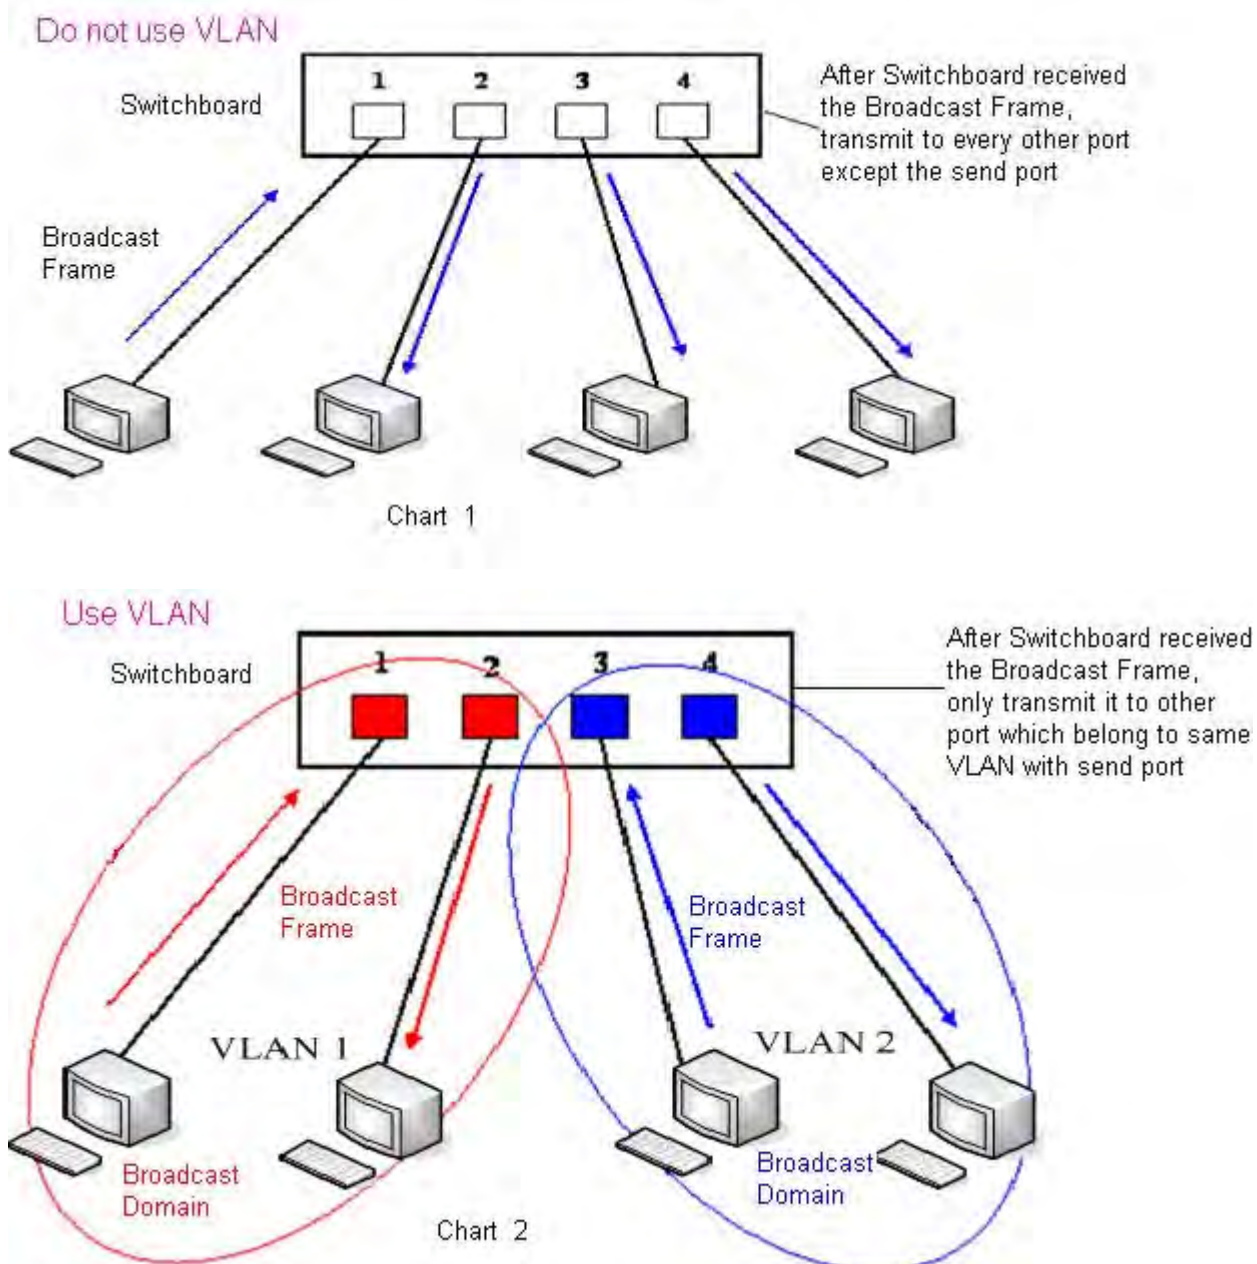 Do not use VLAN
1 2 3 4
Switchboard
After Switchboard received
the Broadcast Frame,
transmit to every other port
except the send port
Broadcast
Frame
Chart 1
Use VLAN
1 2 3 4
Switchboard
After Switchboard received
the Broadcast Frame,
only transmit it to other
port which belong to same
VLAN with send port
Broadcast
Frame
Broadcast
Frame
VLAN 1
VLAN 2
Broadcast
Domain
Broadcast
Domain
Chart 2